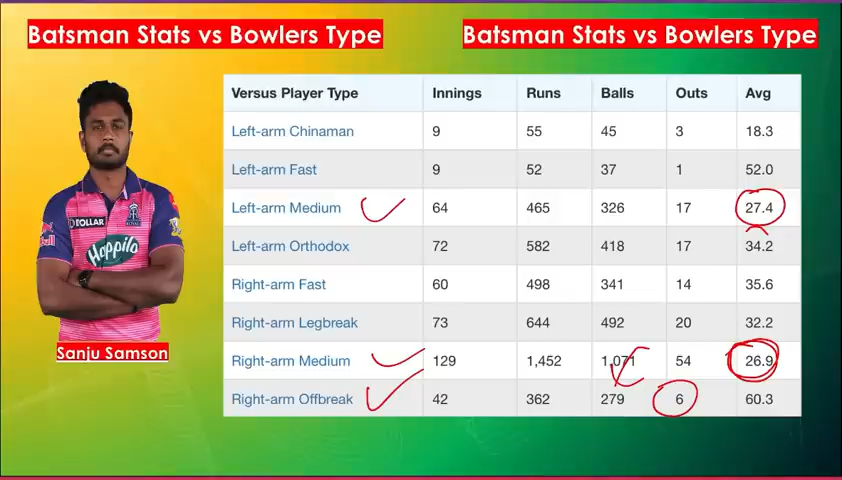 Batsman Stats vs Bowlers Type
Batsman Stats vs Bowlers Type
Versus Player Type Innings Runs Balls Outs Avg
Left-arm Chinaman 9 55 45 3 18.3
Left-arm Fast 9 52 37 1 52.0
Left-arm Medium 64 465 326 17 27.4
Left-arm Orthodox 72 582 418 17 34.2
Right-arm Fast 60 498 341 14 35.6
Right-arm Legbreak 73 644 492 20 32.2
Right-arm Medium 129 1,452 1,071 54 26.9
Right-arm Offbreak 42 362 279 6 60.3
DOLLAR
Happilo
Sanju Samson